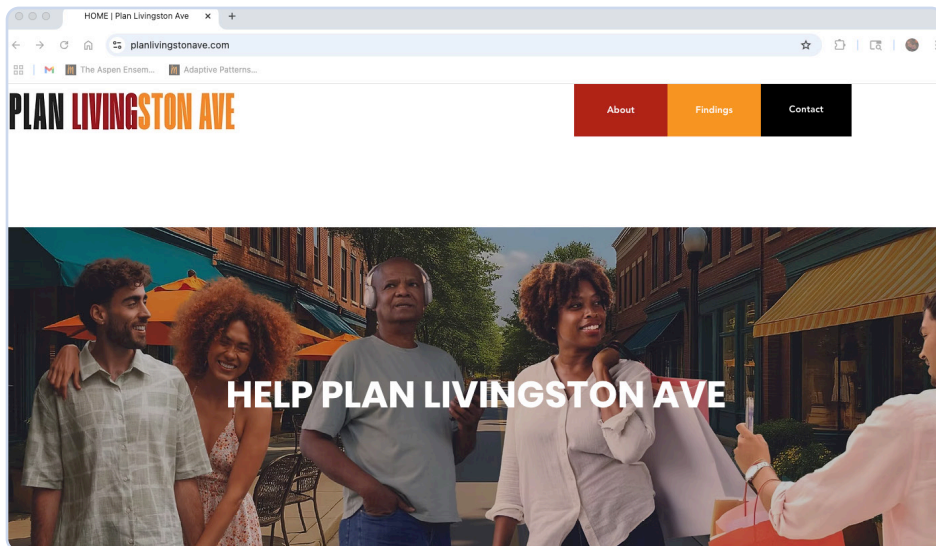 HOME | Plan Livingston Ave
planlivingstonave.com
The Aspen Ensem...
Adaptive Patterns...
PLAN LIVINGSTON AVE
About
Findings
Contact
HELP PLAN LIVINGSTON AVE